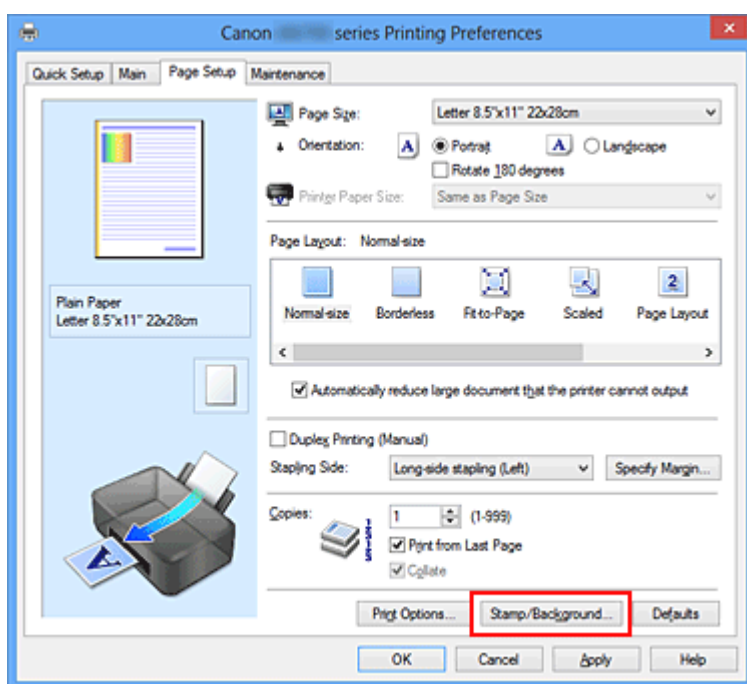 Canon series Printing Preferences
Quick Setup Main Page Setup Maintenance
Page Size: Letter 8.5"x11" 22x28cm
Orientation: A Portrait A Landscape
Rotate 180 degrees
Printer Paper Size: Same as Page Size
Page Layout: Normal-size
Normal-size Borderless Fit-to-Page Scaled Page Layout
2
Plain Paper
Letter 8.5"x11" 22x28cm
Automatically reduce large document that the printer cannot output
Duplex Printing (Manual)
Stapling Side: Long-side stapling (Left) Specify Margin...
Copies: 1 (1-999)
Print from Last Page
Collate
A
Print Options... Stamp/Background... Defaults
OK Cancel Apply Help